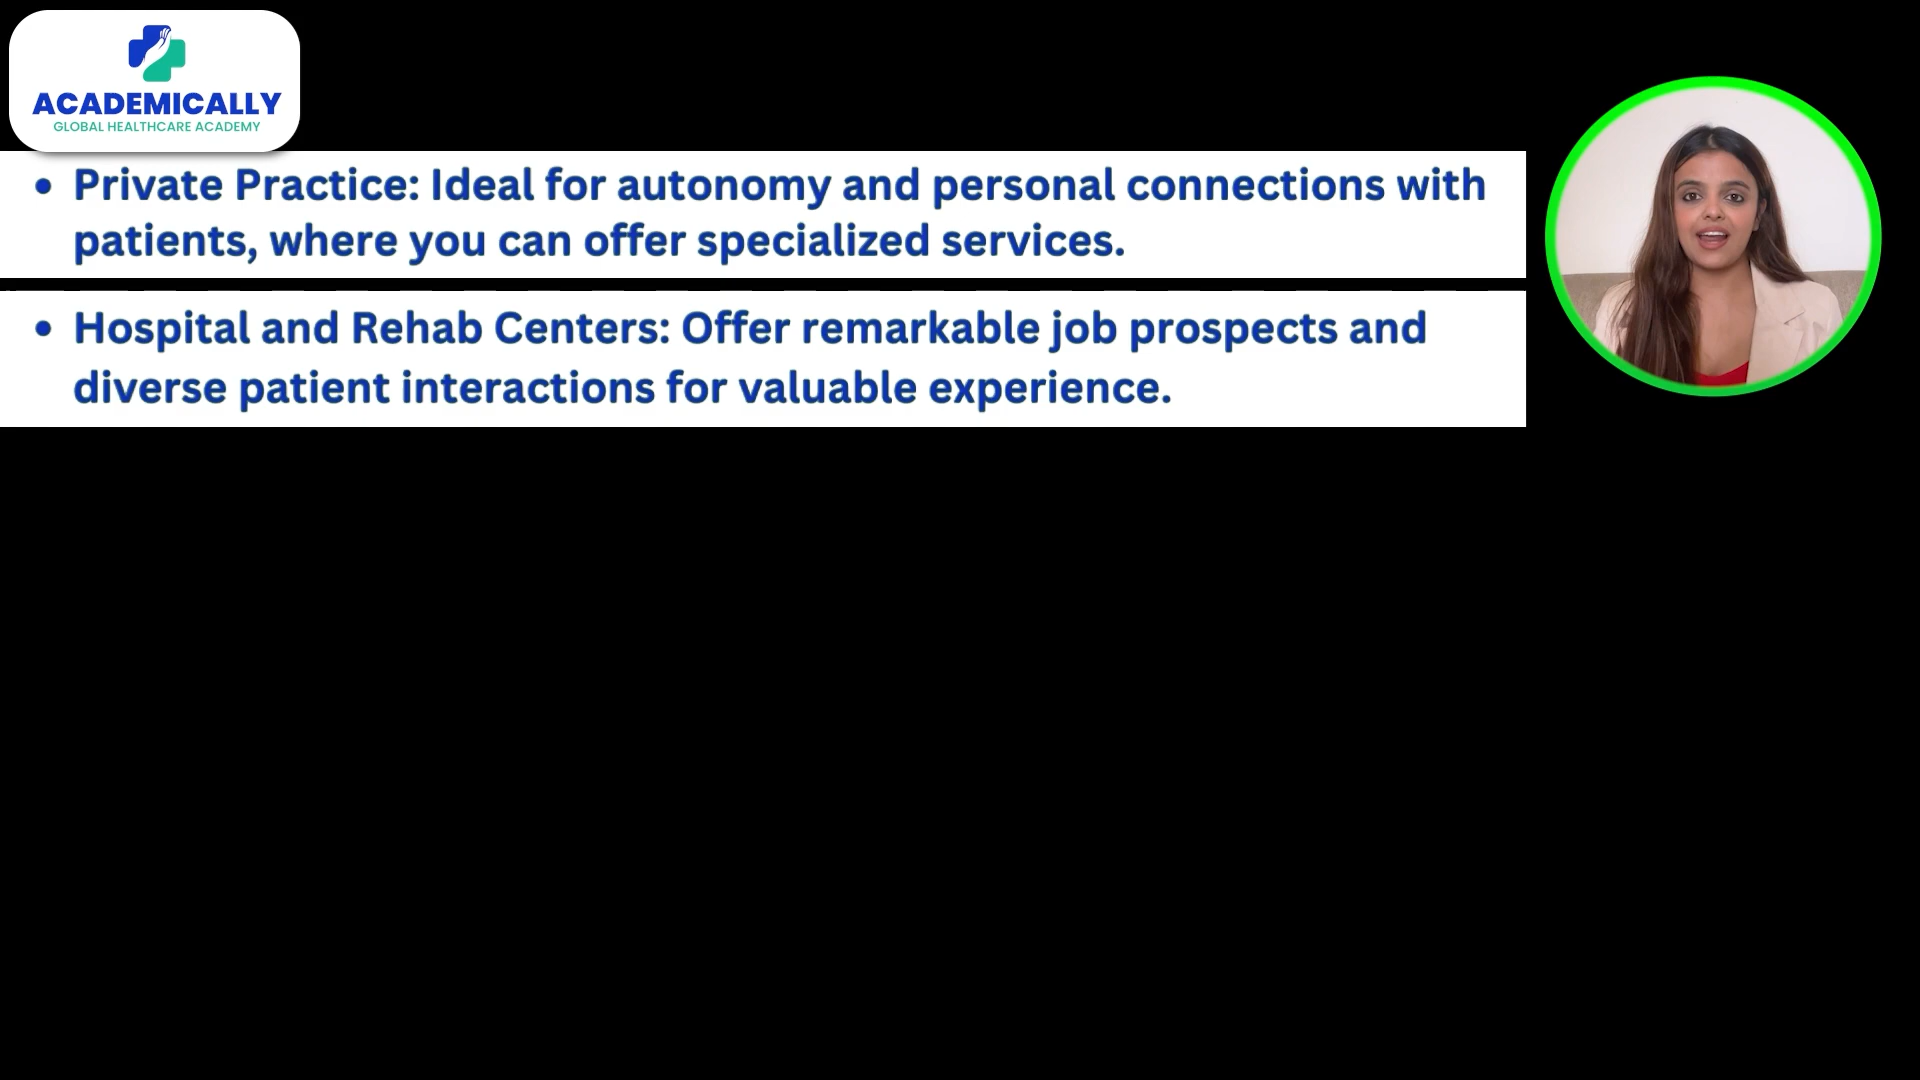 ACADEMICALLY
GLOBAL HEALTHCARE ACADEMY
• Private Practice: Ideal for autonomy and personal connections with
patients, where you can offer specialized services.
• Hospital and Rehab Centers: Offer remarkable job prospects and
diverse patient interactions for valuable experience.